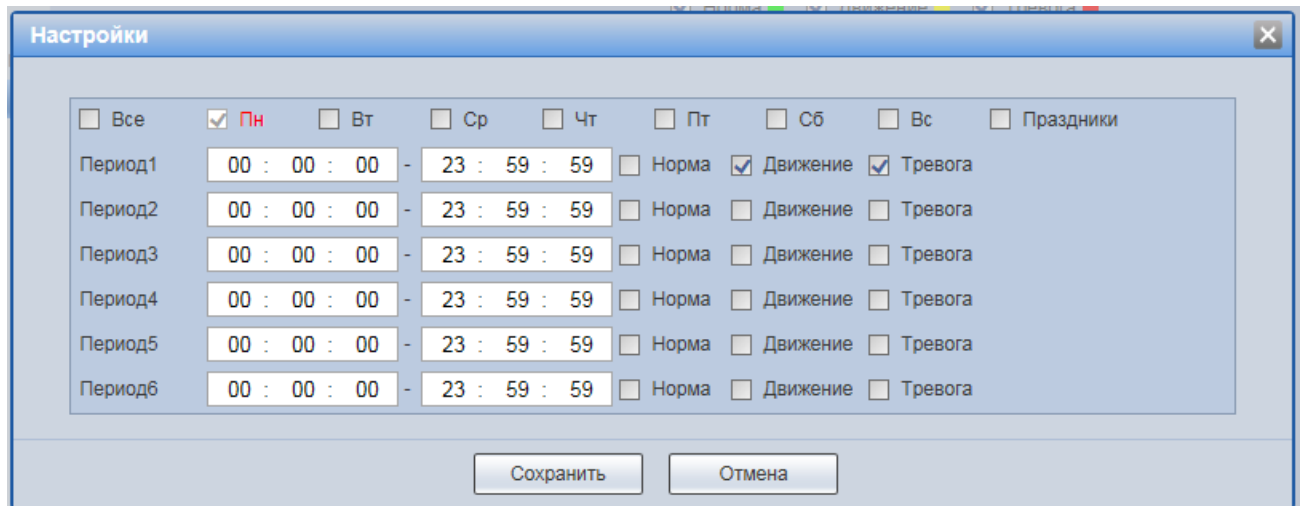 Норма Движение Тревога
Настройки
Все Пн Вт Ср Чт Пт Сб Вс Праздники
Период1 00 : 00 : 00 - 23 : 59 : 59 Норма Движение Тревога
Период2 00 : 00 : 00 - 23 : 59 : 59 Норма Движение Тревога
Период3 00 : 00 : 00 - 23 : 59 : 59 Норма Движение Тревога
Период4 00 : 00 : 00 - 23 : 59 : 59 Норма Движение Тревога
Период5 00 : 00 : 00 - 23 : 59 : 59 Норма Движение Тревога
Период6 00 : 00 : 00 - 23 : 59 : 59 Норма Движение Тревога
Сохранить Отмена